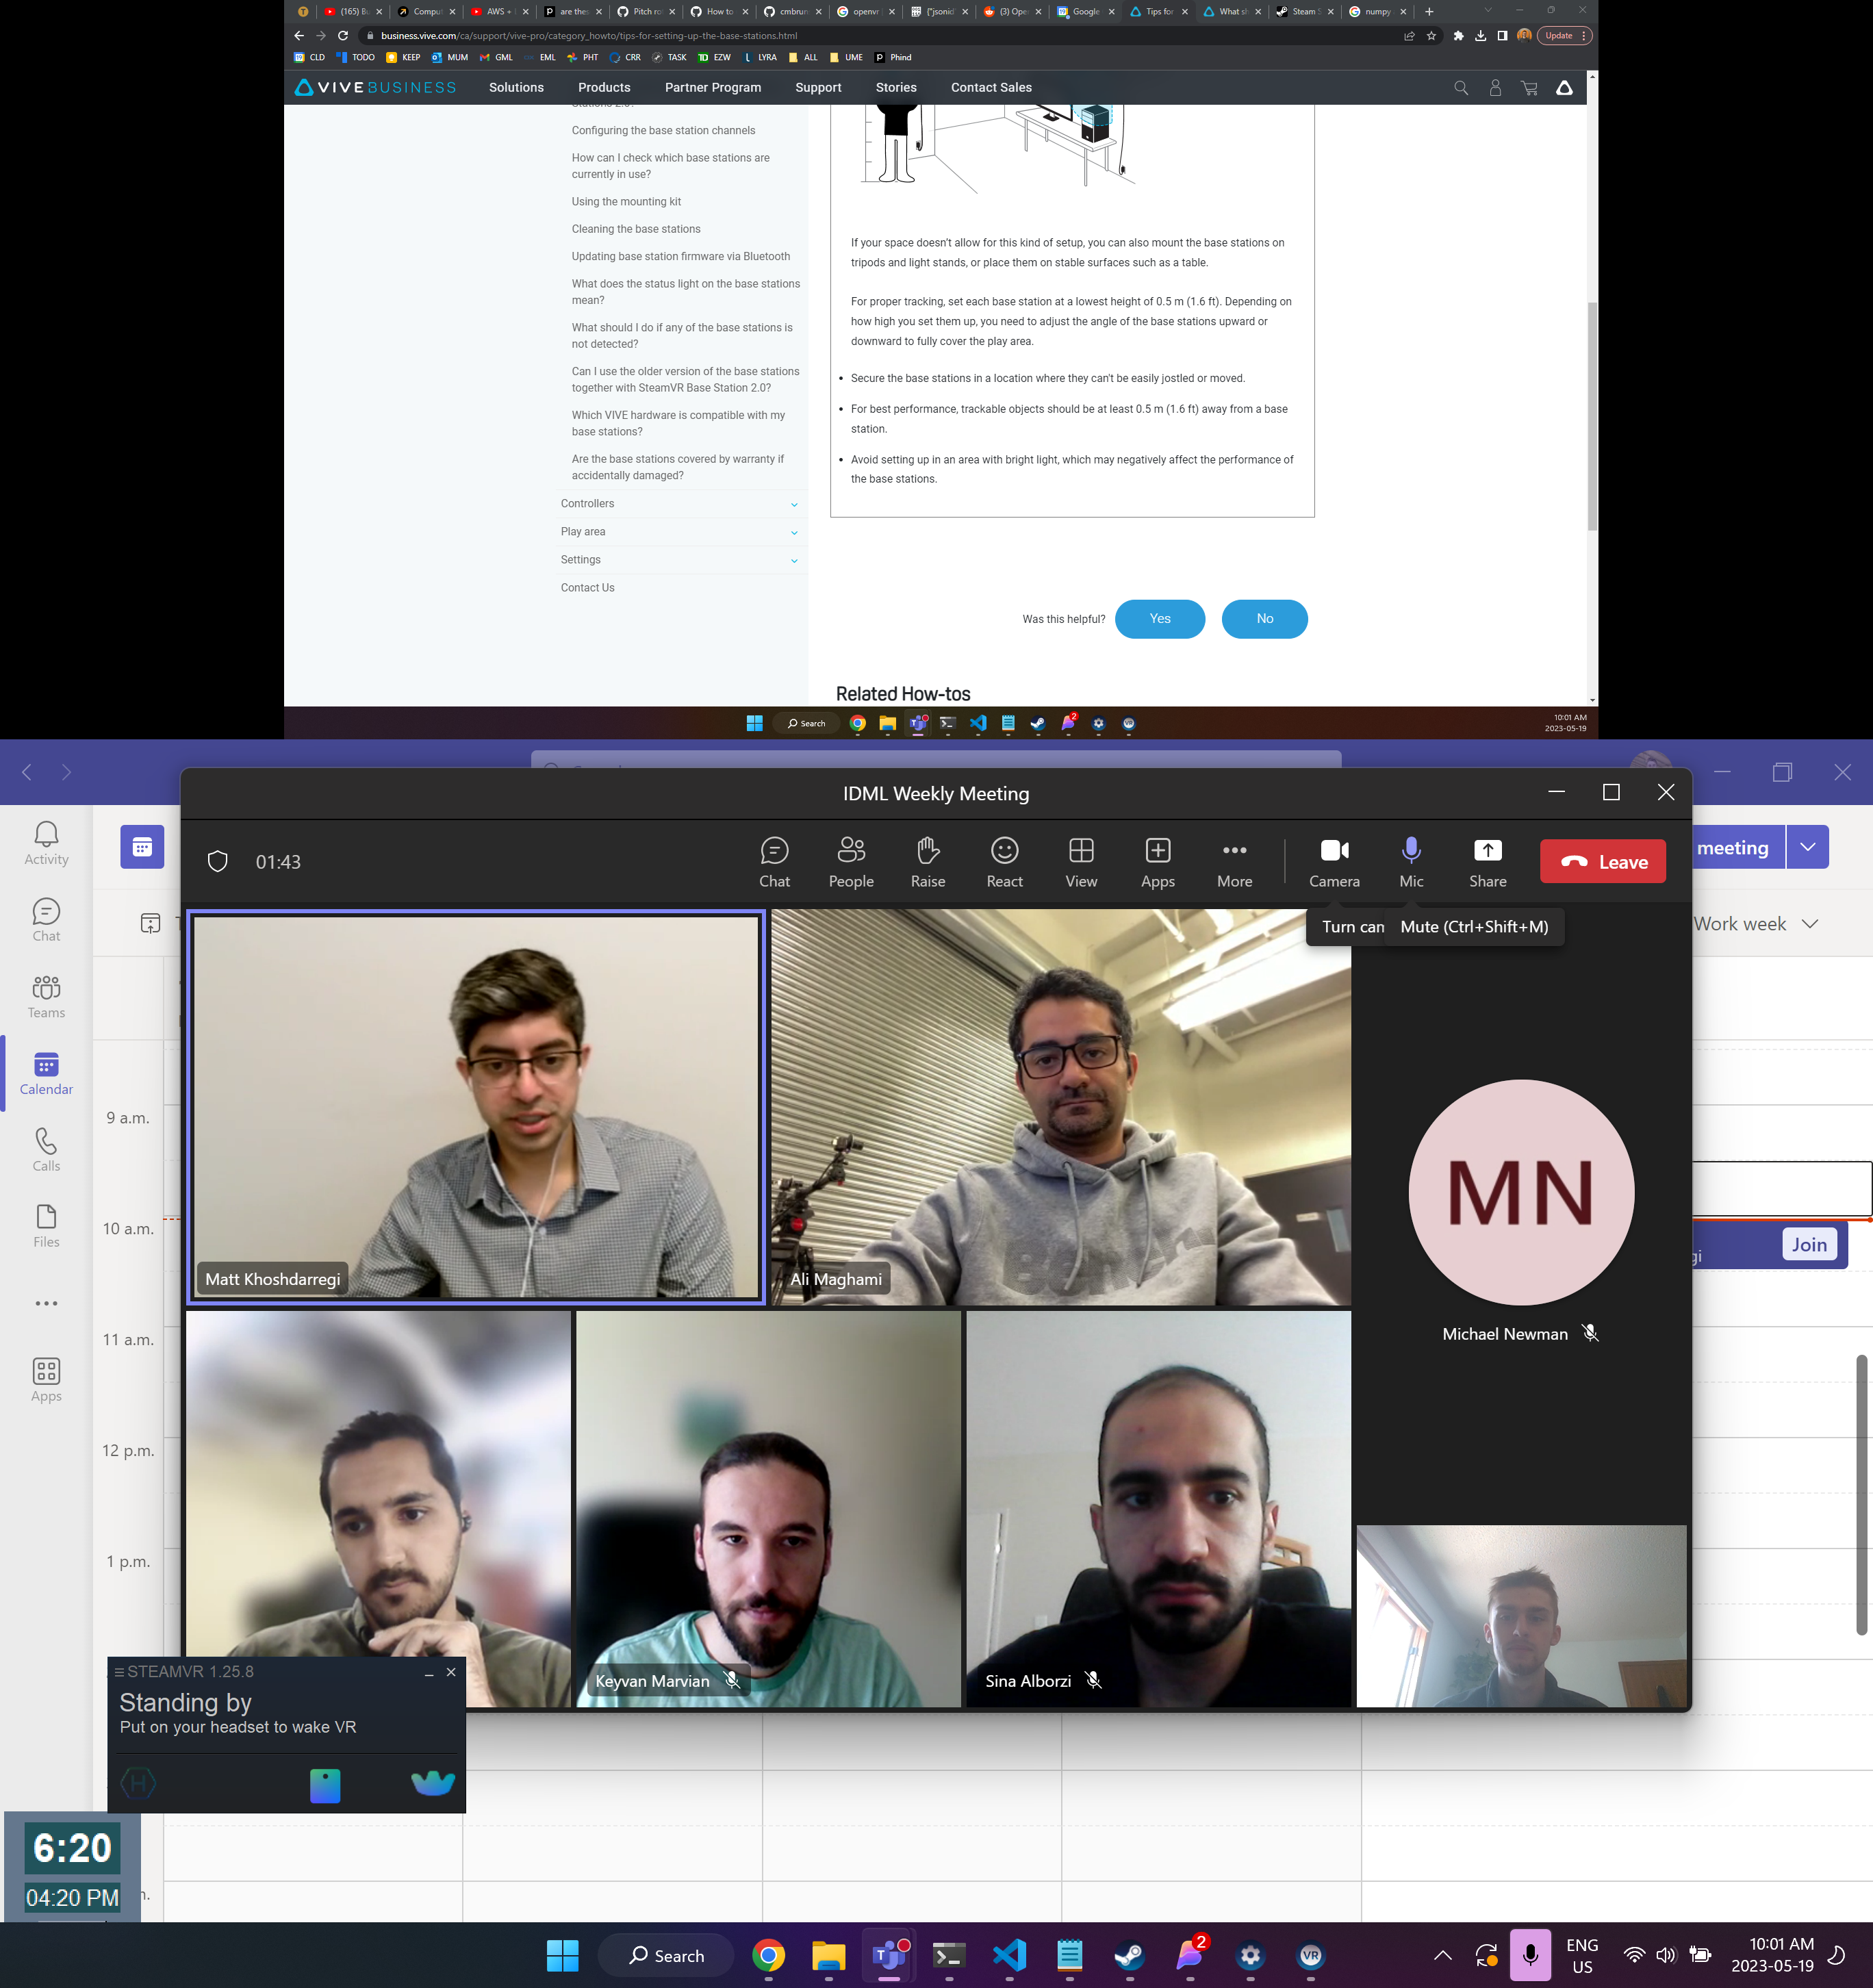 (165) B
Comput
AWS +
are thes
Pitch ro
How to
cmbrun
openvr
("jsonid"
(3) Ope
Google
Tips for
What sh
Steam S
numpy
business.vive.com/ca/support/vive-pro/category_howto/tips-for-setting-up-the-base-stations.html
Update
CLD TODO KEEP MUM GML EML PHT CRR TASK EZW LYRA ALL UME Phind
VIVE BUSINESS Solutions Products Partner Program Support Stories Contact Sales
Stations 2.0?
Configuring the base station channels
How can I check which base stations are
currently in use?
Using the mounting kit
Cleaning the base stations
Updating base station firmware via Bluetooth
What does the status light on the base stations
mean?
What should I do if any of the base stations is
not detected?
Can I use the older version of the base stations
together with SteamVR Base Station 2.0?
Which VIVE hardware is compatible with my
base stations?
Are the base stations covered by warranty if
accidentally damaged?
Controllers
Play area
Settings
Contact Us
If your space doesn't allow for this kind of setup, you can also mount the base stations on
tripods and light stands, or place them on stable surfaces such as a table.
For proper tracking, set each base station at a lowest height of 0.5 m (1.6 ft). Depending on
how high you set them up, you need to adjust the angle of the base stations upward or
downward to fully cover the play area.
• Secure the base stations in a location where they can't be easily jostled or moved.
• For best performance, trackable objects should be at least 0.5 m (1.6 ft) away from a base
station.
• Avoid setting up in an area with bright light, which may negatively affect the performance of
the base stations.
Was this helpful? Yes No
Related How-tos
Search
2
10:01 AM
2023-05-19
IDML Weekly Meeting
01:43
Chat People Raise React View Apps More Camera Mic Share Leave
Turn can
Mute (Ctrl+Shift+M)
meeting
Work week
Activity
Chat
Teams
Calendar
Calls
Files
Apps
9 a.m.
10 a.m.
11 a.m.
12 p.m.
1 p.m.
Matt Khoshdarregi
Ali Maghami
MN
Michael Newman
gi
Join
Keyvan Marvian
Sina Alborzi
STEAMVR 1.25.8
Standing by
Put on your headset to wake VR
6:20
04:20 PM
Search
2
VR
ENG
US
10:01 AM
2023-05-19